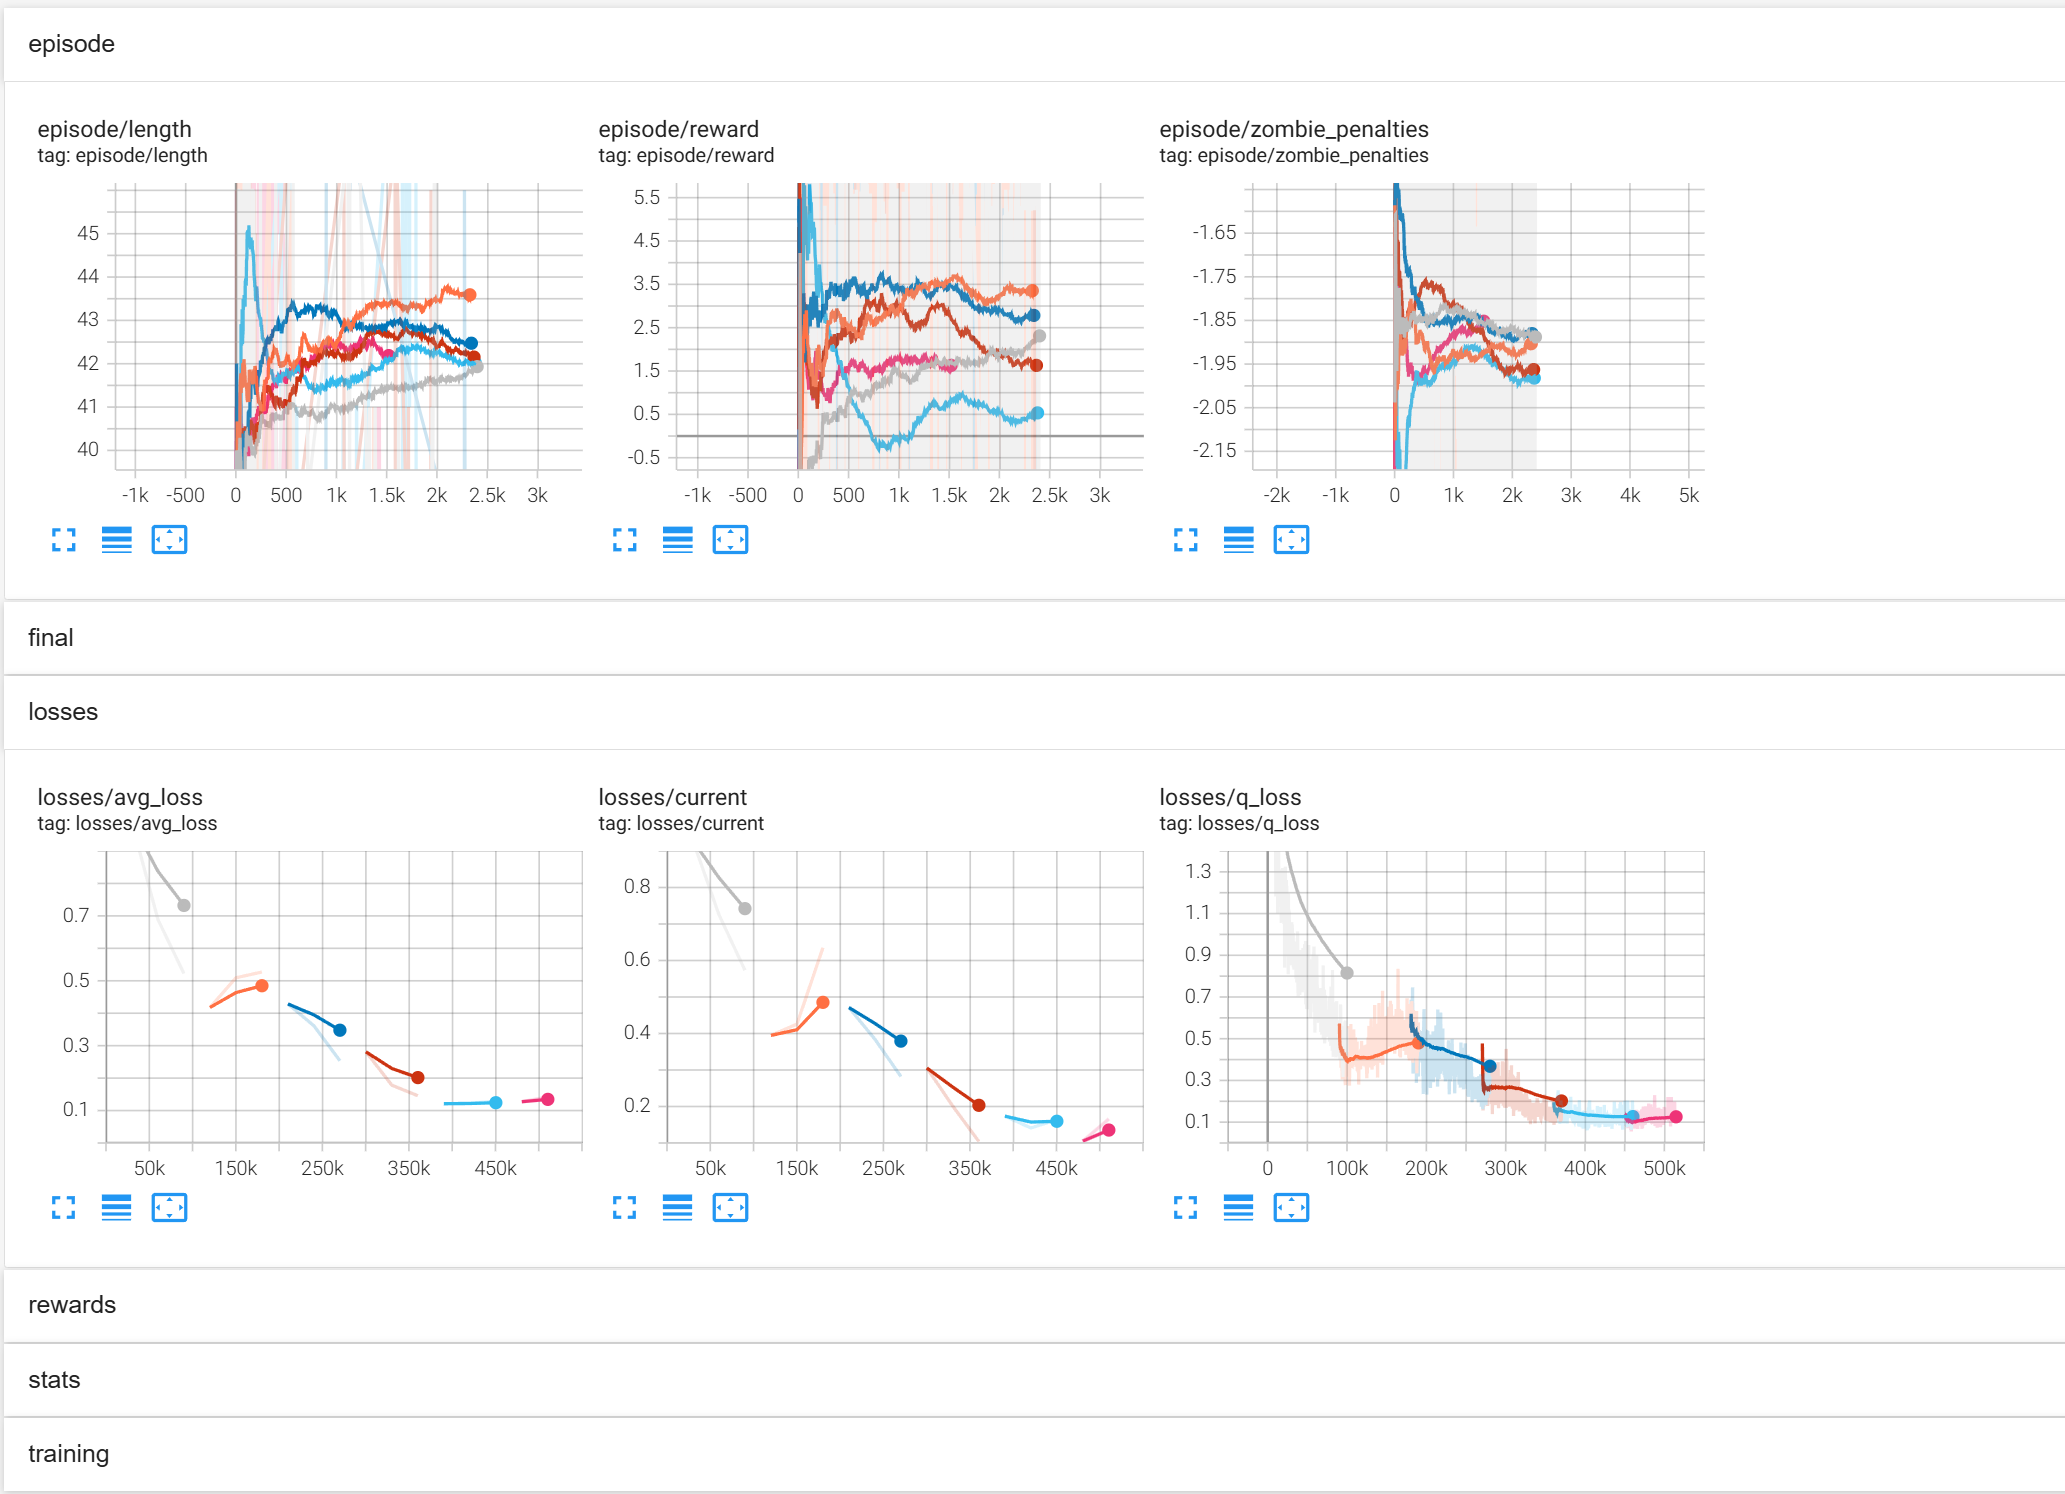 episode
episode/length
tag: episode/length
45
44
43
42
41
40
-1k -500 0 500 1k 1.5k 2k 2.5k 3k
episode/reward
tag: episode/reward
5.5
4.5
3.5
2.5
1.5
0.5
-0.5
-1k -500 0 500 1k 1.5k 2k 2.5k 3k
episode/zombie_penalties
tag: episode/zombie_penalties
-1.65
-1.75
-1.85
-1.95
-2.05
-2.15
-2k -1k 0 1k 2k 3k 4k 5k
final
losses
losses/avg_loss
tag: losses/avg_loss
0.7
0.5
0.3
0.1
50k 150k 250k 350k 450k
losses/current
tag: losses/current
0.8
0.6
0.4
0.2
50k 150k 250k 350k 450k
losses/q_loss
tag: losses/q_loss
1.3
1.1
0.9
0.7
0.5
0.3
0.1
0 100k 200k 300k 400k 500k
rewards
stats
training